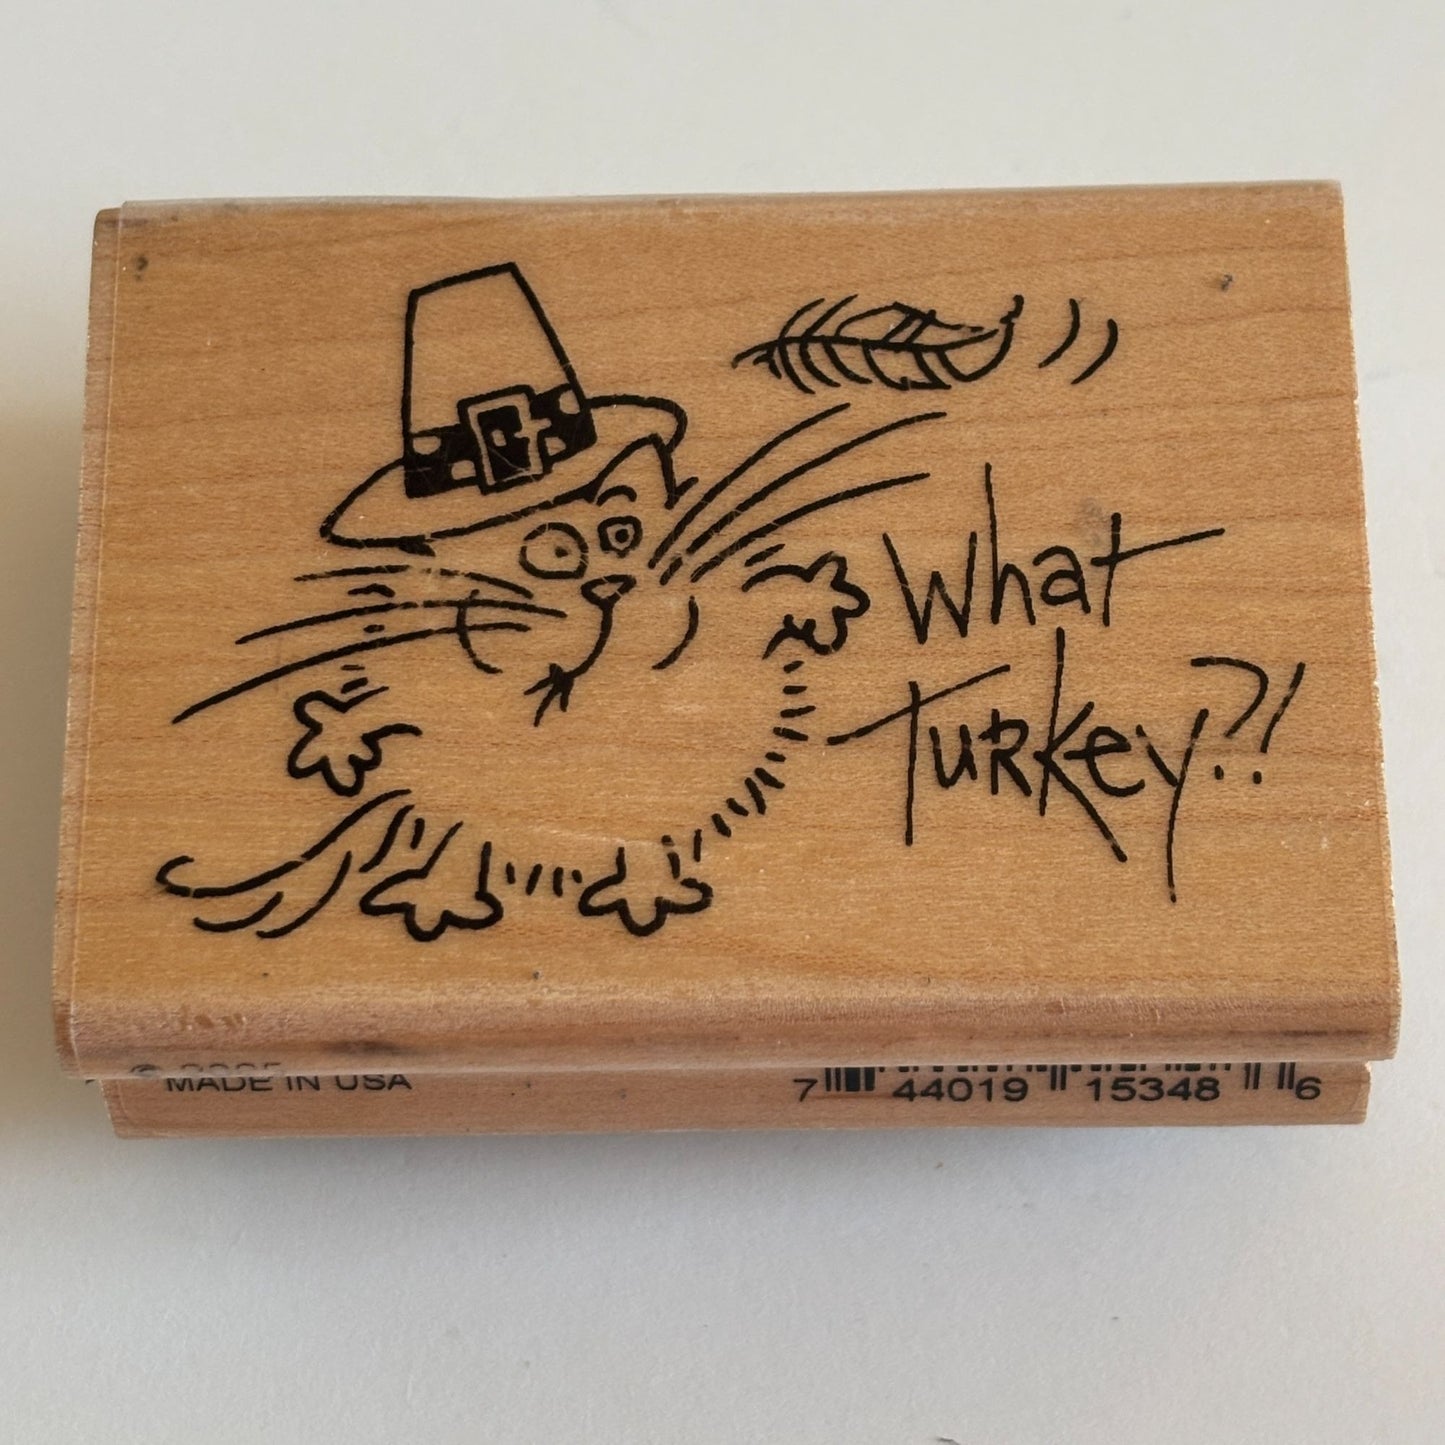 What
Turkey?!
MADE IN USA
7 44019 15348 6